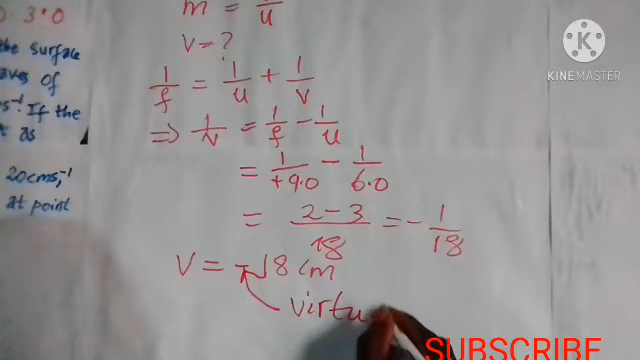 0 3.0
m = /u
the surface
V = ?
aves of
1/f = 1/u + 1/v
s⁻¹. If the
⇒ 1/v = 1/f − 1/u
t as
= 1/+9.0 − 1/6.0
20cms,⁻¹
at point
= 2−3/18 = −1/18
V = −18 cm
virtu
KINEMASTER
SUBSCRIBE